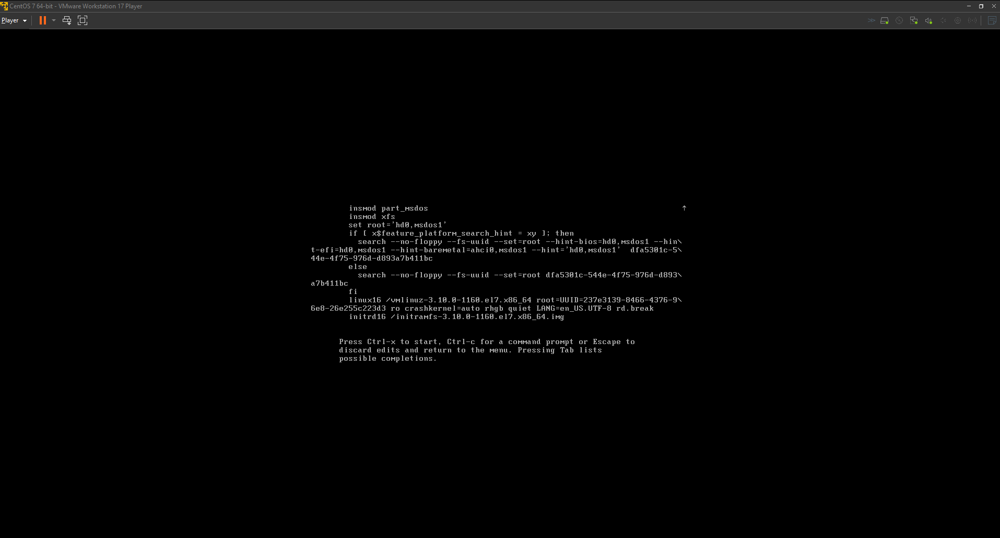 CentOS 7 64-bit - VMware Workstation 17 Player
Player
insmod part_msdos
insmod xfs
set root='hd0,msdos1'
if [ x$feature_platform_search_hint = xy ]; then
search --no-floppy --fs-uuid --set=root --hint-bios=hd0,msdos1 --hin\
t-efi=hd0,msdos1 --hint-baremetal=ahci0,msdos1 --hint='hd0,msdos1'  dfa5301c-5\
44e-4f75-976d-d893a7b411bc
else
search --no-floppy --fs-uuid --set=root dfa5301c-544e-4f75-976d-d893\
a7b411bc
fi
linux16 /vmlinuz-3.10.0-1160.el7.x86_64 root=UUID=237e3139-8466-4376-9\
6e8-26e255c223d3 ro crashkernel=auto rhgb quiet LANG=en_US.UTF-8 rd.break
initrd16 /initramfs-3.10.0-1160.el7.x86_64.img
Press Ctrl-x to start, Ctrl-c for a command prompt or Escape to
discard edits and return to the menu. Pressing Tab lists
possible completions.